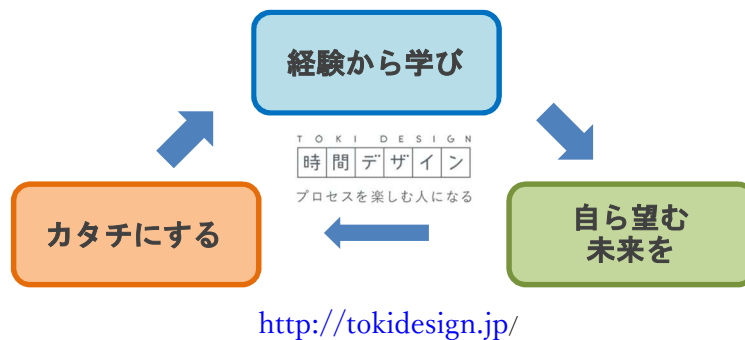 経験から学び
TOKI DESIGN
時間デザイン
プロセスを楽しむ人になる
カタチにする
自ら望む
未来を
http://tokidesign.jp/